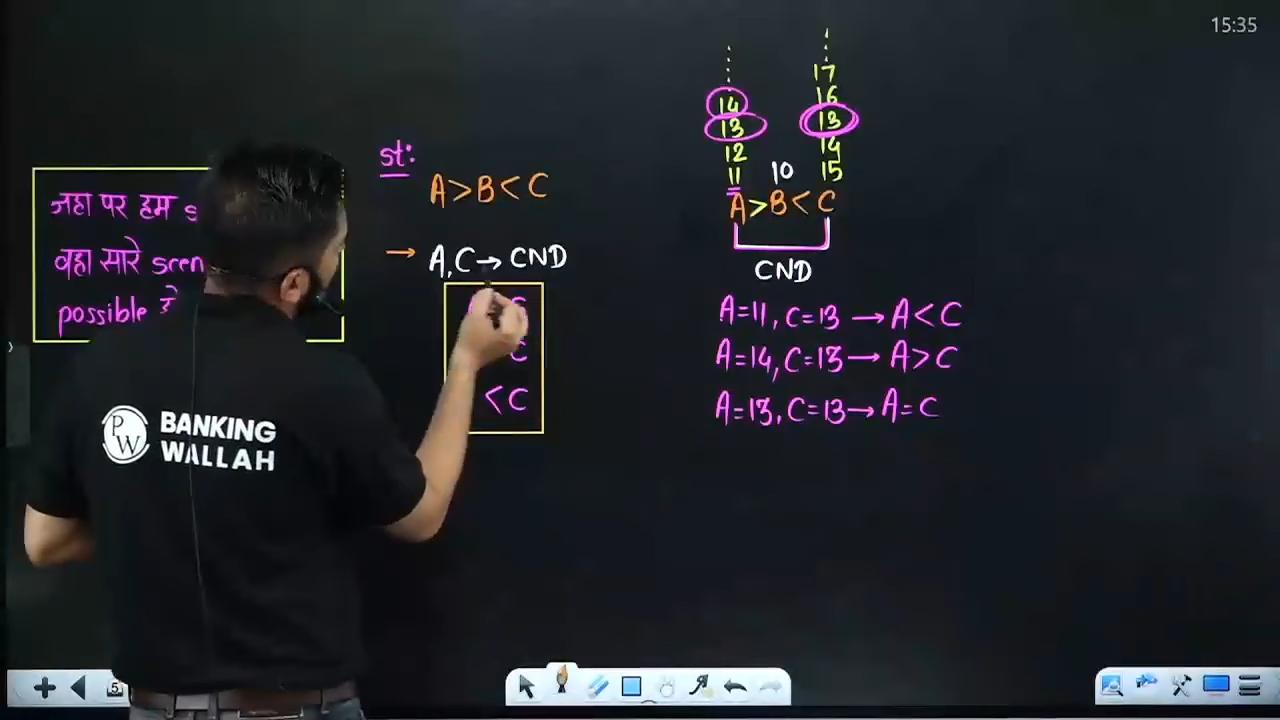 15:35
जहा पर हम s
वहा सारे scen
possible है
st:
A>B<C
→ A,C→ CND
C
C
<C
17
14 16
13 13
12 14
11 10 15
A>B<C
CND
A=11, C=13 → A<C
A=14, C=13 → A>C
A=13, C=13 → A=C
PW BANKING
WALLAH
5